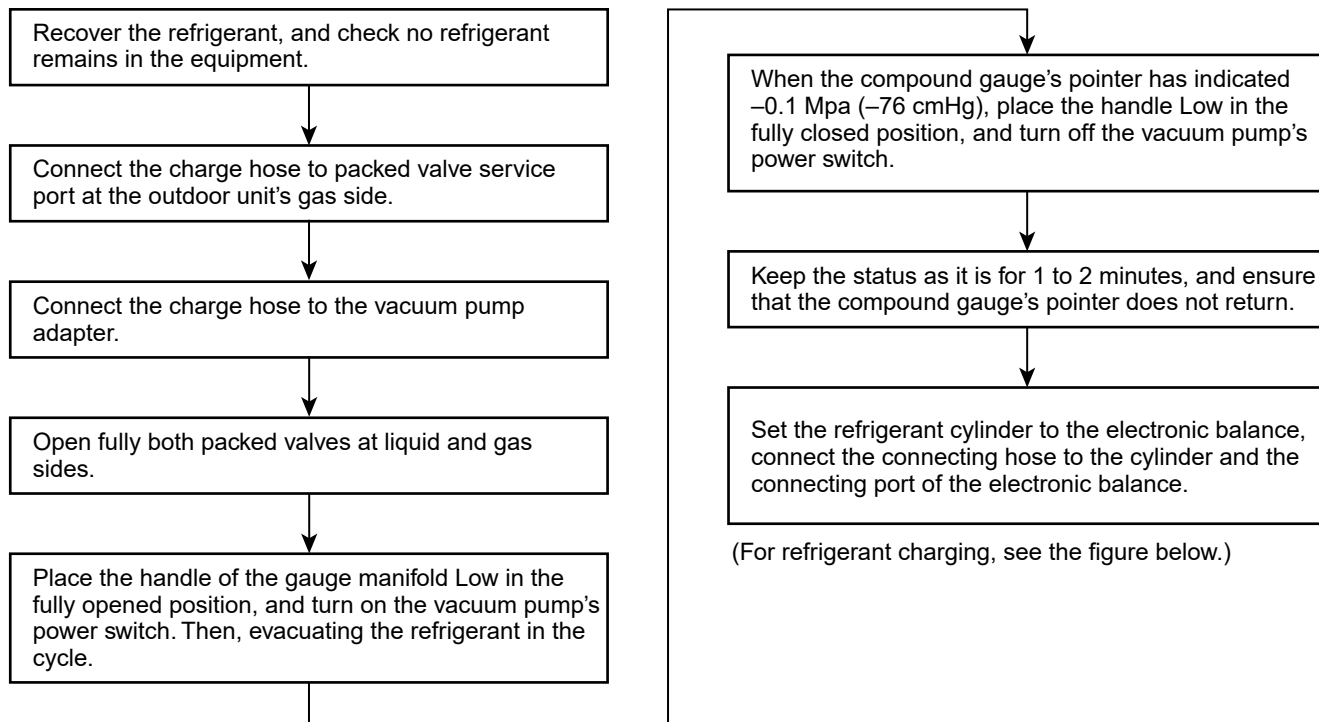 Recover the refrigerant, and check no refrigerant
remains in the equipment.
Connect the charge hose to packed valve service
port at the outdoor unit’s gas side.
Connect the charge hose to the vacuum pump
adapter.
Open fully both packed valves at liquid and gas
sides.
Place the handle of the gauge manifold Low in the
fully opened position, and turn on the vacuum pump’s
power switch. Then, evacuating the refrigerant in the
cycle.
When the compound gauge’s pointer has indicated
–0.1 Mpa (–76 cmHg), place the handle Low in the
fully closed position, and turn off the vacuum pump’s
power switch.
Keep the status as it is for 1 to 2 minutes, and ensure
that the compound gauge’s pointer does not return.
Set the refrigerant cylinder to the electronic balance,
connect the connecting hose to the cylinder and the
connecting port of the electronic balance.
(For refrigerant charging, see the figure below.)